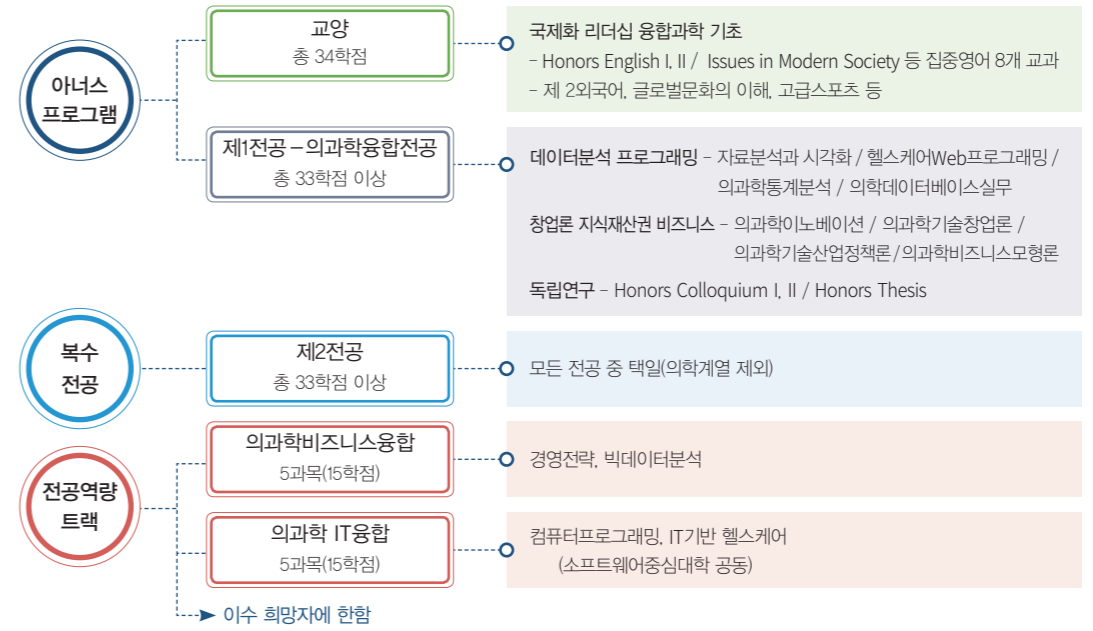 아너스
프로그램
교양
총 34학점
국제화 리더십 융합과학 기초
– Honors English I, II / Issues in Modern Society 등 집중영어 8개 교과
– 제 2외국어, 글로벌문화의 이해, 고급스포츠 등
제1전공 – 의과학융합전공
총 33학점 이상
데이터분석 프로그래밍 – 자료분석과 시각화 / 헬스케어Web프로그래밍 /
의과학통계분석 / 의학데이터베이스실무
창업론 지식재산권 비즈니스 – 의과학이노베이션 / 의과학기술창업론 /
의과학기술산업정책론/의과학비즈니스모형론
독립연구 – Honors Colloquium I, II / Honors Thesis
복수
전공
제2전공
총 33학점 이상
모든 전공 중 택일(의학계열 제외)
전공역량
트랙
의과학비즈니스융합
5과목(15학점)
경영전략, 빅데이터분석
의과학 IT융합
5과목(15학점)
컴퓨터프로그래밍, IT기반 헬스케어
(소프트웨어중심대학 공동)
이수 희망자에 한함